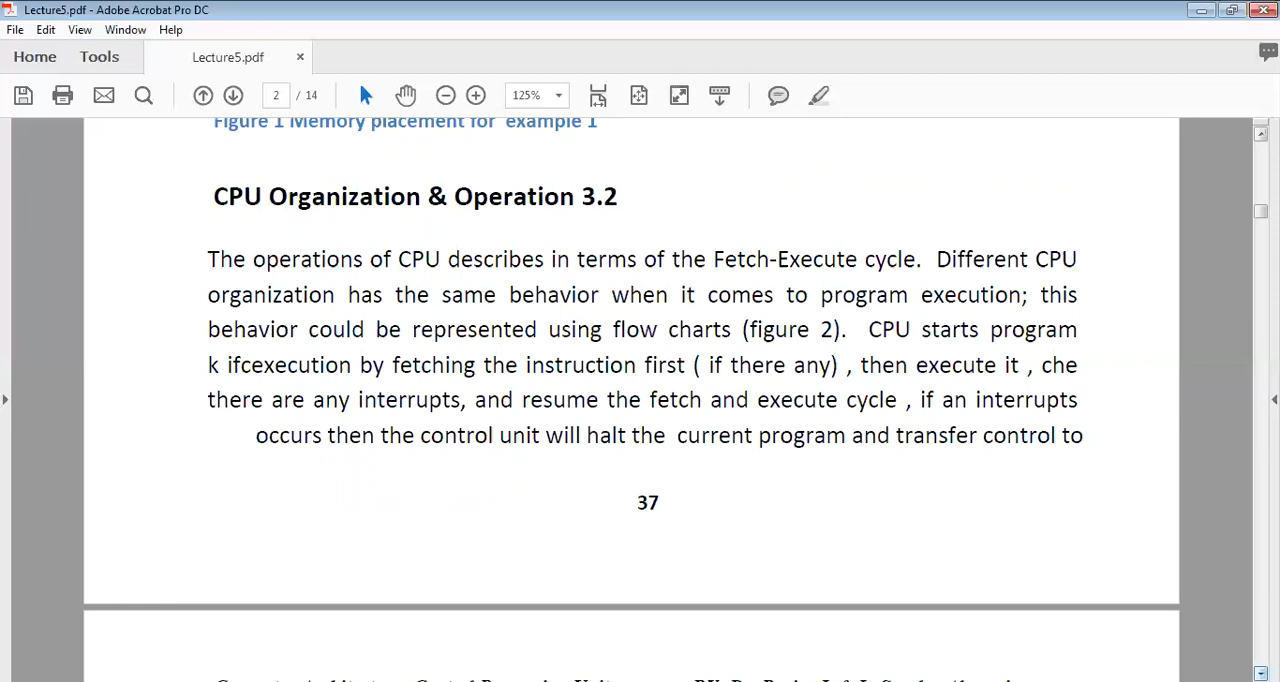 Lecture5.pdf - Adobe Acrobat Pro DC
File Edit View Window Help
Home Tools Lecture5.pdf ×
2 / 14 125%
Figure 1 Memory placement for example 1
CPU Organization & Operation 3.2
The operations of CPU describes in terms of the Fetch-Execute cycle. Different CPU
organization has the same behavior when it comes to program execution; this
behavior could be represented using flow charts (figure 2). CPU starts program
k ifcexecution by fetching the instruction first ( if there any) , then execute it , che
there are any interrupts, and resume the fetch and execute cycle , if an interrupts
occurs then the control unit will halt the current program and transfer control to
37